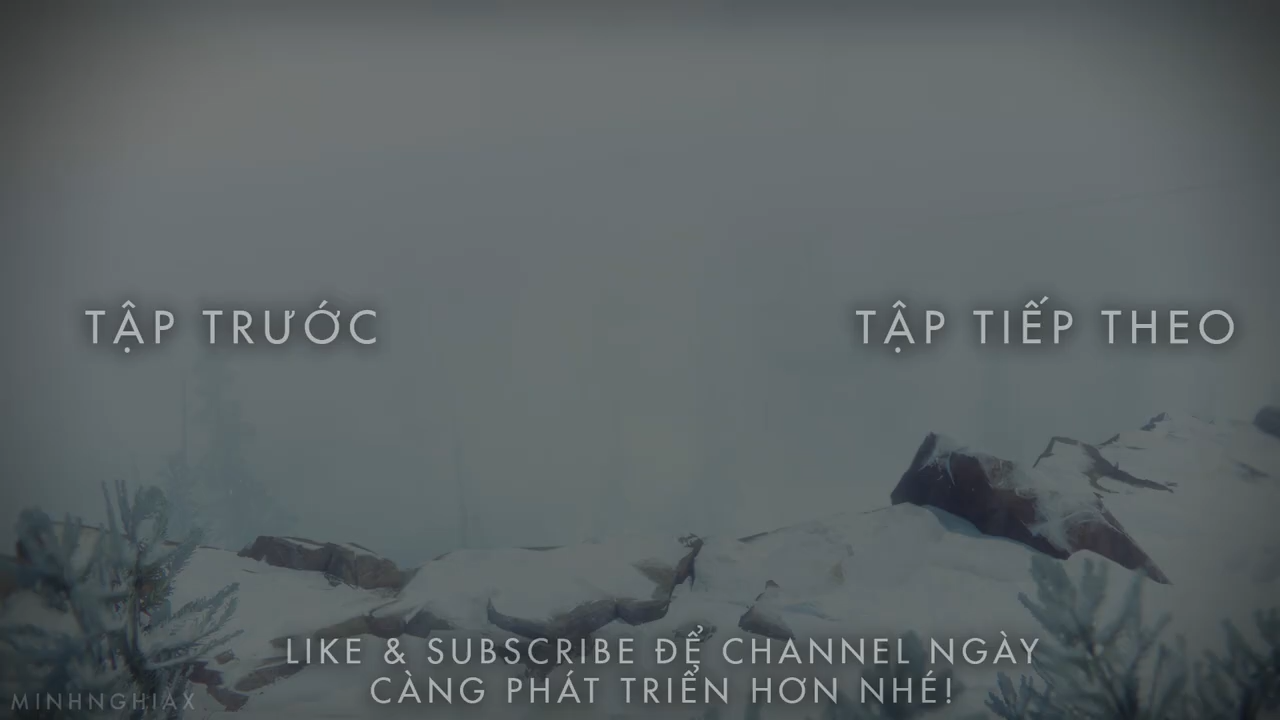 TẬP TRƯỚC
TẬP TIẾP THEO
LIKE & SUBSCRIBE ĐỂ CHANNEL NGÀY
CÀNG PHÁT TRIỂN HƠN NHÉ!
MINHNGHIAX